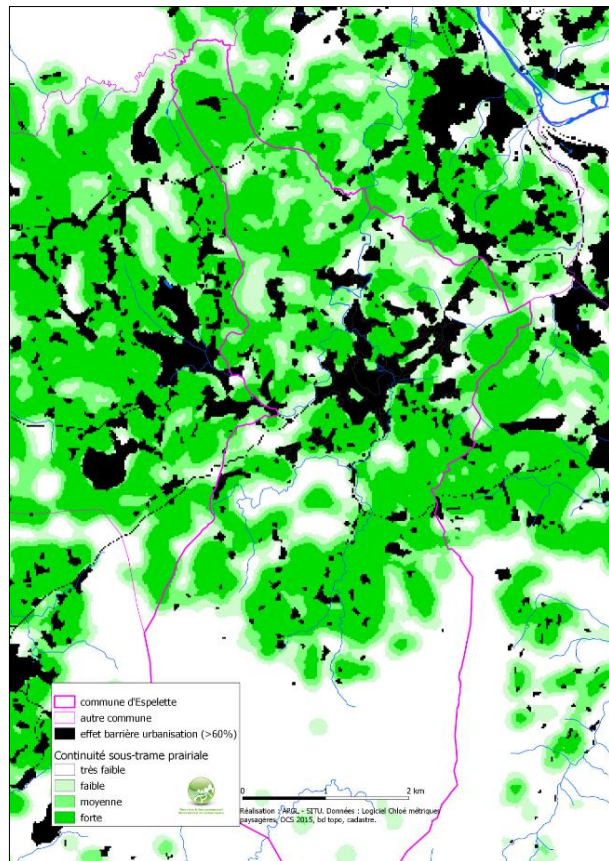 commune d'Espelette
autre commune
effet barrière urbanisation (>60%)
Continuité sous-trame prairiale
très faible
faible
moyenne
forte
0 1 2 km
Réalisation : APGL - SITU. Données : Logiciel Chloé métriques
paysagères, OCS 2015, bd topo, cadastre.